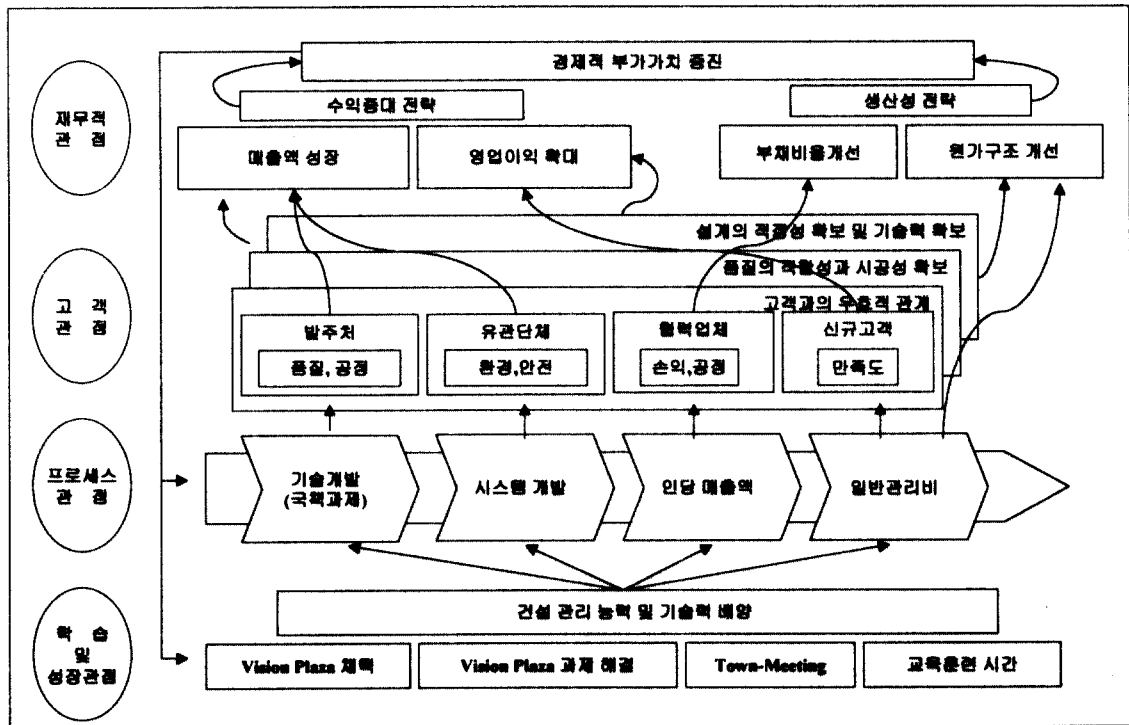 경제적 부가가치 증진
수익증대 전략
생산성 전략
재무적
관 점
매출액 성장
영업이익 확대
부채비율개선
원가구조 개선
설계의 적정성 확보 및 기술력 확보
품질의 적합성과 시공성 확보
고객과의 우호적 관계
고 객
관 점
발주처
유관단체
협력업체
신규고객
품질, 공정
환경,안전
손익,공정
만족도
프로세스
관 점
기술개발
(국책과제)
시스템 개발
인당 매출액
일반관리비
건설 관리 능력 및 기술력 배양
학 습
및
성장관점
Vision Plaza 채택
Vision Plaza 과제 해결
Town-Meeting
교육훈련 시간